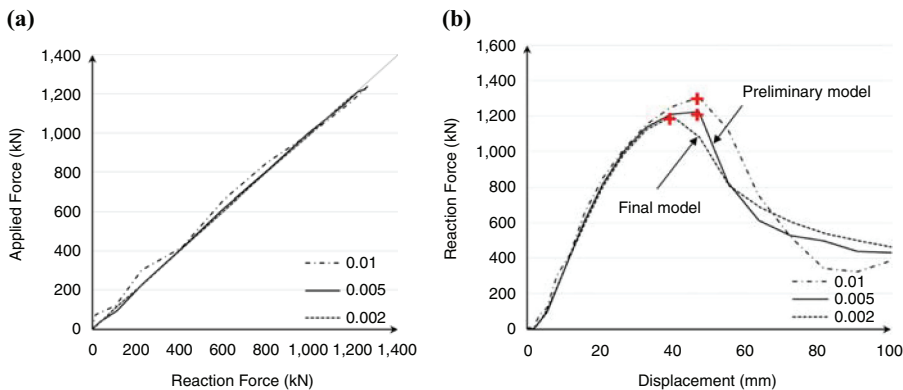 (a)
1,400
1,200
1,000
800
600
400
200
0
Applied Force (kN)
0 200 400 600 800 1,000 1,200 1,400
Reaction Force (kN)
0.01
0.005
0.002
(b)
1,600
1,400
1,200
1,000
800
600
400
200
0
Reaction Force (kN)
0 20 40 60 80 100
Displacement (mm)
Preliminary model
Final model
0.01
0.005
0.002